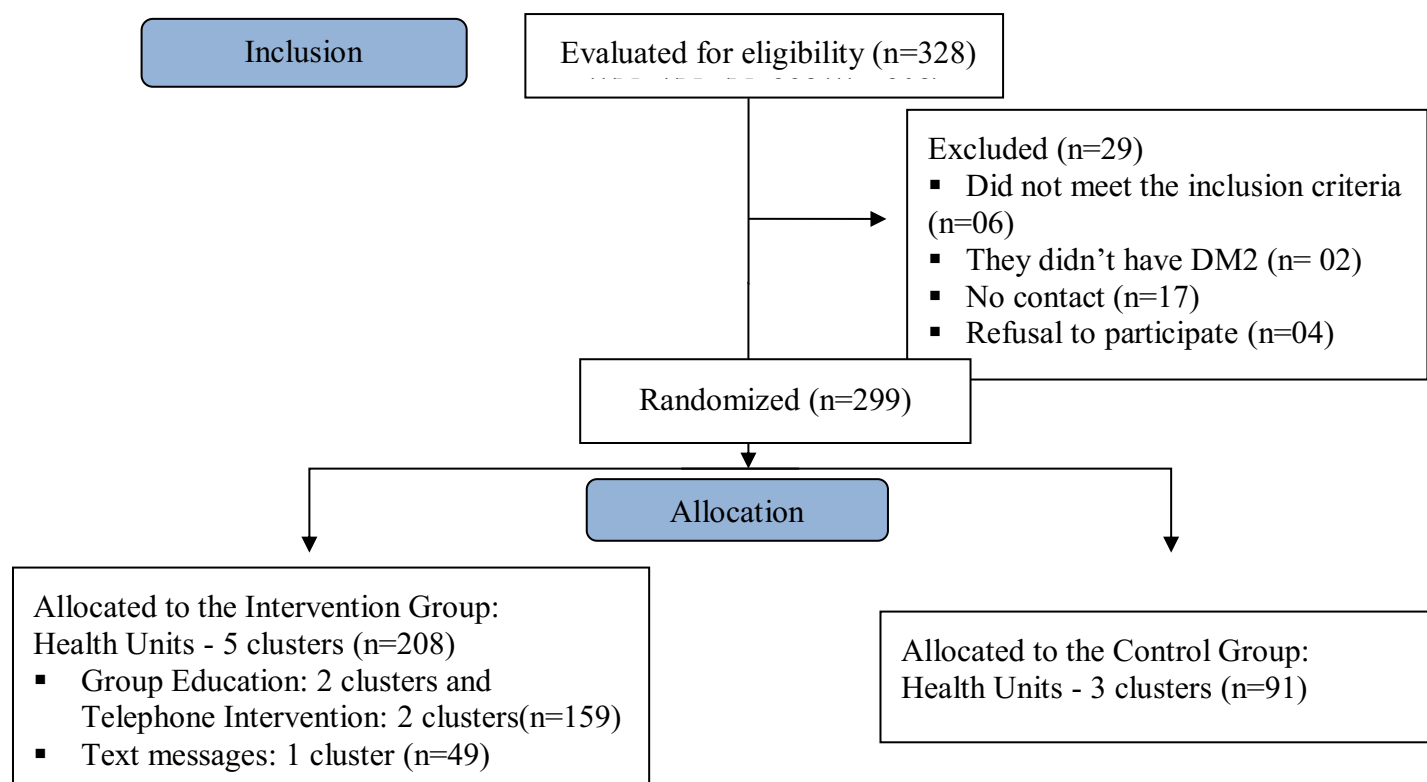 Inclusion
Evaluated for eligibility (n=328)
Excluded (n=29)
▪ Did not meet the inclusion criteria
(n=06)
▪ They didn’t have DM2 (n= 02)
▪ No contact (n=17)
▪ Refusal to participate (n=04)
Randomized (n=299)
Allocation
Allocated to the Intervention Group:
Health Units - 5 clusters (n=208)
▪ Group Education: 2 clusters and
Telephone Intervention: 2 clusters(n=159)
▪ Text messages: 1 cluster (n=49)
Allocated to the Control Group:
Health Units - 3 clusters (n=91)